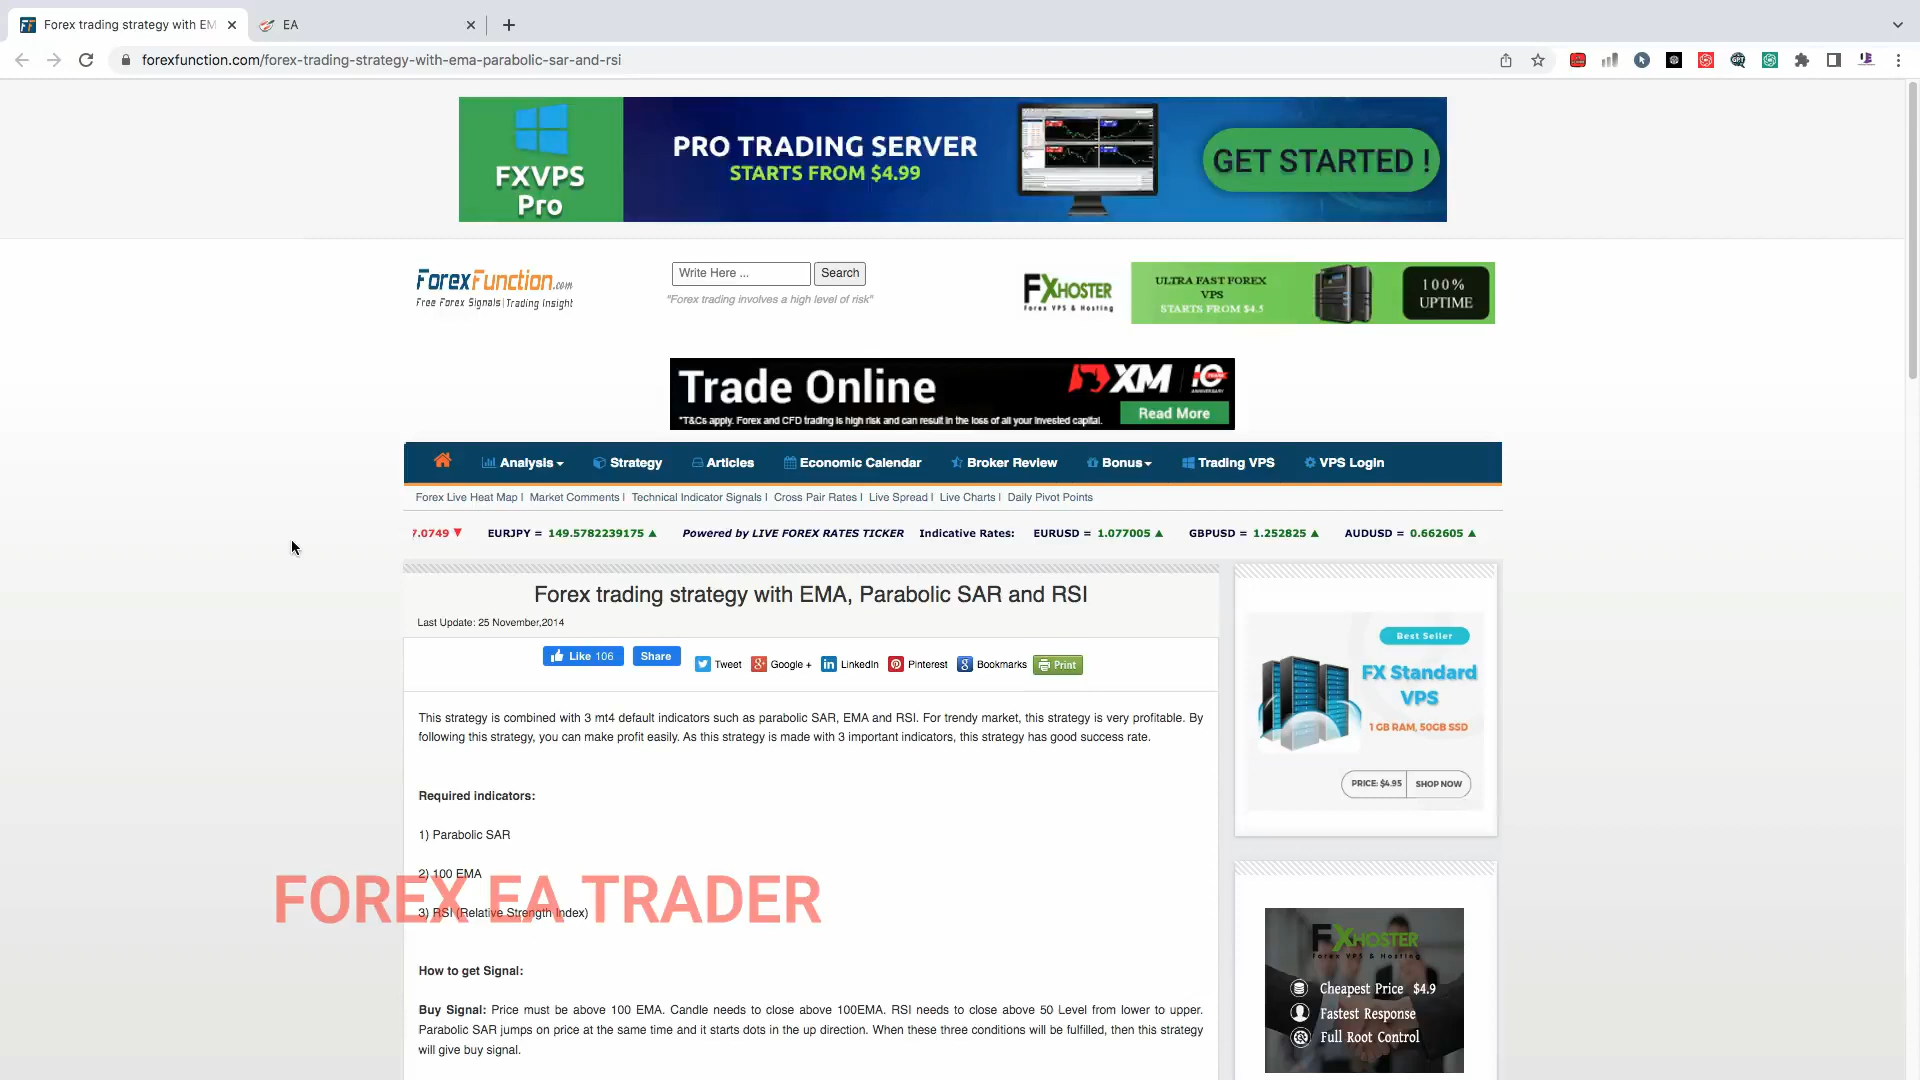 Forex trading strategy with EM
EA
forexfunction.com/forex-trading-strategy-with-ema-parabolic-sar-and-rsi
FXVPS
Pro
PRO TRADING SERVER
STARTS FROM $4.99
GET STARTED !
ForexFunction.com
Free Forex Signals|Trading Insight
Write Here ...
Search
"Forex trading involves a high level of risk"
FXHOSTER
Forex VPS & Hosting
ULTRA FAST FOREX
VPS
STARTS FROM $4.5
100%
UPTIME
Trade Online
XM
10
Read More
*T&Cs apply. Forex and CFD trading is high risk and can result in the loss of all your invested capital.
Analysis
Strategy
Articles
Economic Calendar
Broker Review
Bonus
Trading VPS
VPS Login
Forex Live Heat Map | Market Comments | Technical Indicator Signals | Cross Pair Rates | Live Spread | Live Charts | Daily Pivot Points
7.0749 ▼ EURJPY = 149.5782239175 ▲ Powered by LIVE FOREX RATES TICKER Indicative Rates: EURUSD = 1.077005 ▲ GBPUSD = 1.252825 ▲ AUDUSD = 0.662605 ▲
Forex trading strategy with EMA, Parabolic SAR and RSI
Last Update: 25 November,2014
Like 106
Share
Tweet
Google +
LinkedIn
Pinterest
Bookmarks
Print
This strategy is combined with 3 mt4 default indicators such as parabolic SAR, EMA and RSI. For trendy market, this strategy is very profitable. By
following this strategy, you can make profit easily. As this strategy is made with 3 important indicators, this strategy has good success rate.
Required indicators:
1) Parabolic SAR
2) 100 EMA
3) RSI (Relative Strength Index)
FOREX EA TRADER
How to get Signal:
Buy Signal: Price must be above 100 EMA. Candle needs to close above 100EMA. RSI needs to close above 50 Level from lower to upper.
Parabolic SAR jumps on price at the same time and it starts dots in the up direction. When these three conditions will be fulfilled, then this strategy
will give buy signal.
Best Seller
FX Standard
VPS
1 GB RAM, 50GB SSD
PRICE: $4.95
SHOP NOW
FXHOSTER
Forex VPS & Hosting
Cheapest Price $4.9
Fastest Response
Full Root Control